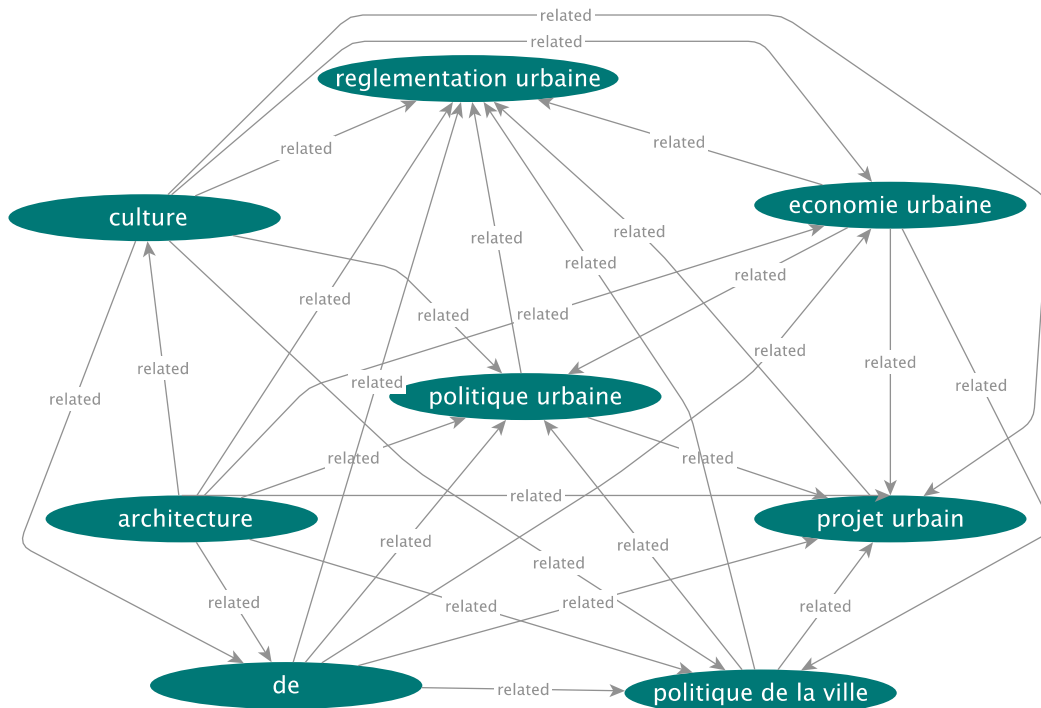 related
related
reglementation urbaine
related
related
culture
economie urbaine
related
related
related
related
related
related
related
related
related
related
related
related
politique urbaine
related
related
related
related
architecture
projet urbain
related
related
related
related
related
related
de
related
politique de la ville